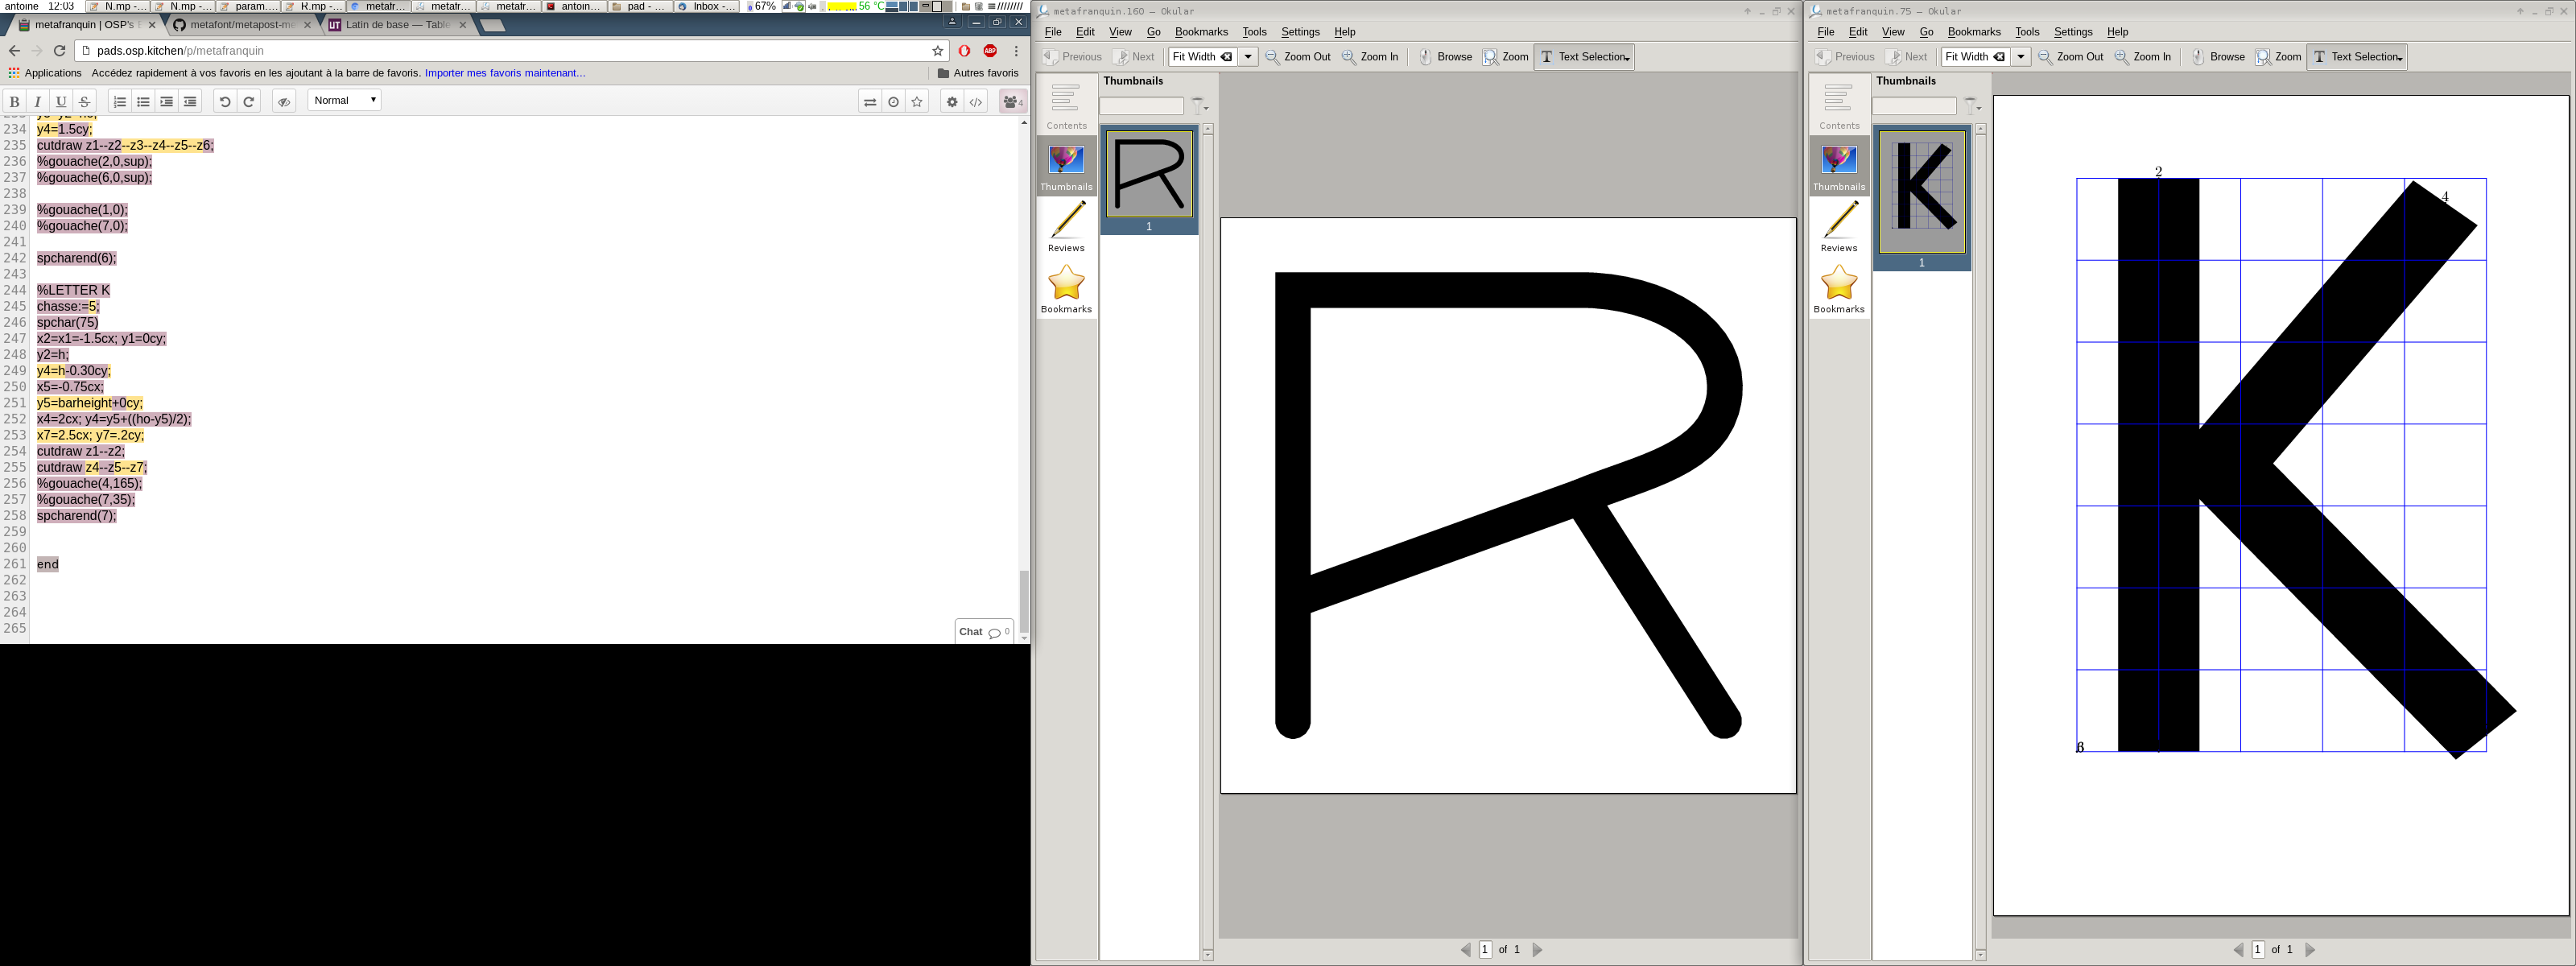 antoine 12:03 N.mp -... N.mp -... param.... R.mp -... metafr... metafr... metafr... antoin... pad - ... Inbox -... 67% 56 °C
metafranquin | OSP's
metafont/metapost-me
Latin de base — Table
pads.osp.kitchen/p/metafranquin
Applications Accédez rapidement à vos favoris en les ajoutant à la barre de favoris. Importer mes favoris maintenant... Autres favoris
B I U S Normal 4
234 y4=1.5cy;
235 cutdraw z1--z2--z3--z4--z5--z6;
236 %gouache(2,0,sup);
237 %gouache(6,0,sup);
238
239 %gouache(1,0);
240 %gouache(7,0);
241
242 spcharend(6);
243
244 %LETTER K
245 chasse:=5;
246 spchar(75)
247 x2=x1=-1.5cx; y1=0cy;
248 y2=h;
249 y4=h-0.30cy;
250 x5=-0.75cx;
251 y5=barheight+0cy;
252 x4=2cx; y4=y5+((ho-y5)/2);
253 x7=2.5cx; y7=.2cy;
254 cutdraw z1--z2;
255 cutdraw z4--z5--z7;
256 %gouache(4,165);
257 %gouache(7,35);
258 spcharend(7);
259
260
261 end
262
263
264
265
Chat 0
metafranquin.160 – Okular
File Edit View Go Bookmarks Tools Settings Help
Previous Next Fit Width Zoom Out Zoom In Browse Zoom Text Selection
Thumbnails
Contents
Thumbnails
Reviews
Bookmarks
R
1
R
1 of 1
metafranquin.75 – Okular
File Edit View Go Bookmarks Tools Settings Help
Previous Next Fit Width Zoom Out Zoom In Browse Zoom Text Selection
Thumbnails
Contents
Thumbnails
Reviews
Bookmarks
K
1
2
4
K
1 of 1